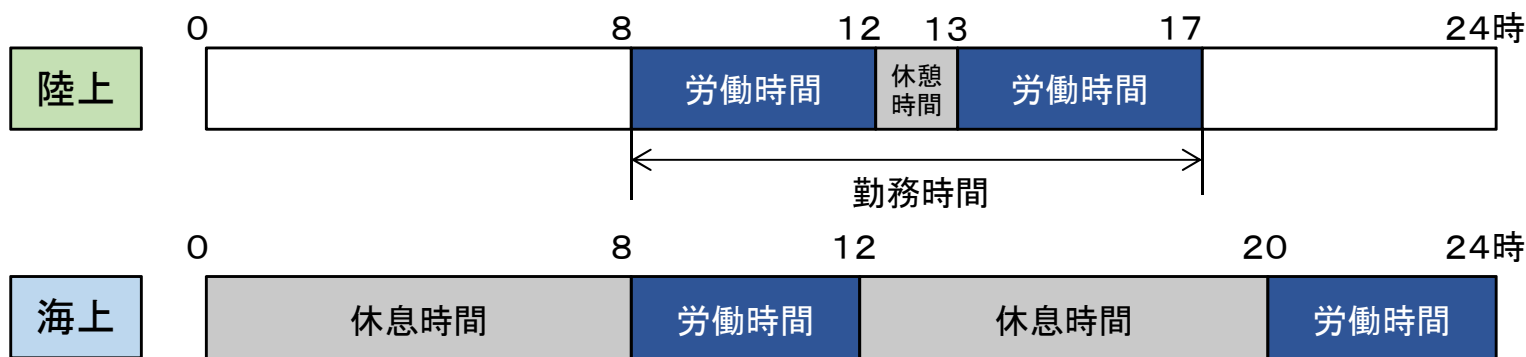 0 8 12 13 17 24時
陸上 労働時間 休憩 労働時間
時間
勤務時間
0 8 12 20 24時
海上 休息時間 労働時間 休息時間 労働時間